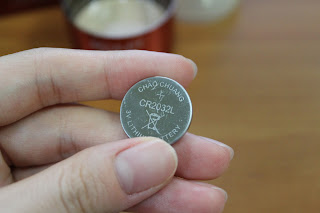 CHAO CHUANG
+
CR2032L
3V LITHIUM BATTERY